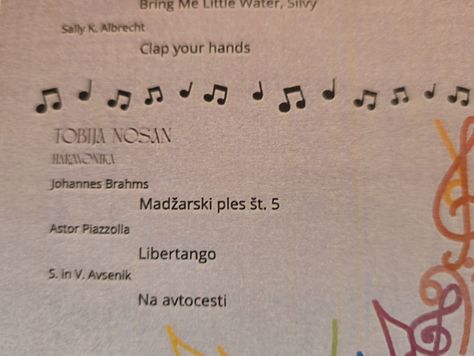 Bring Me Little Water, Silvy
Sally K. Albrecht
Clap your hands
TOBIJA NOSAN
HARMONIKA
Johannes Brahms
Madžarski ples št. 5
Astor Piazzolla
Libertango
S. in V. Avsenik
Na avtocesti